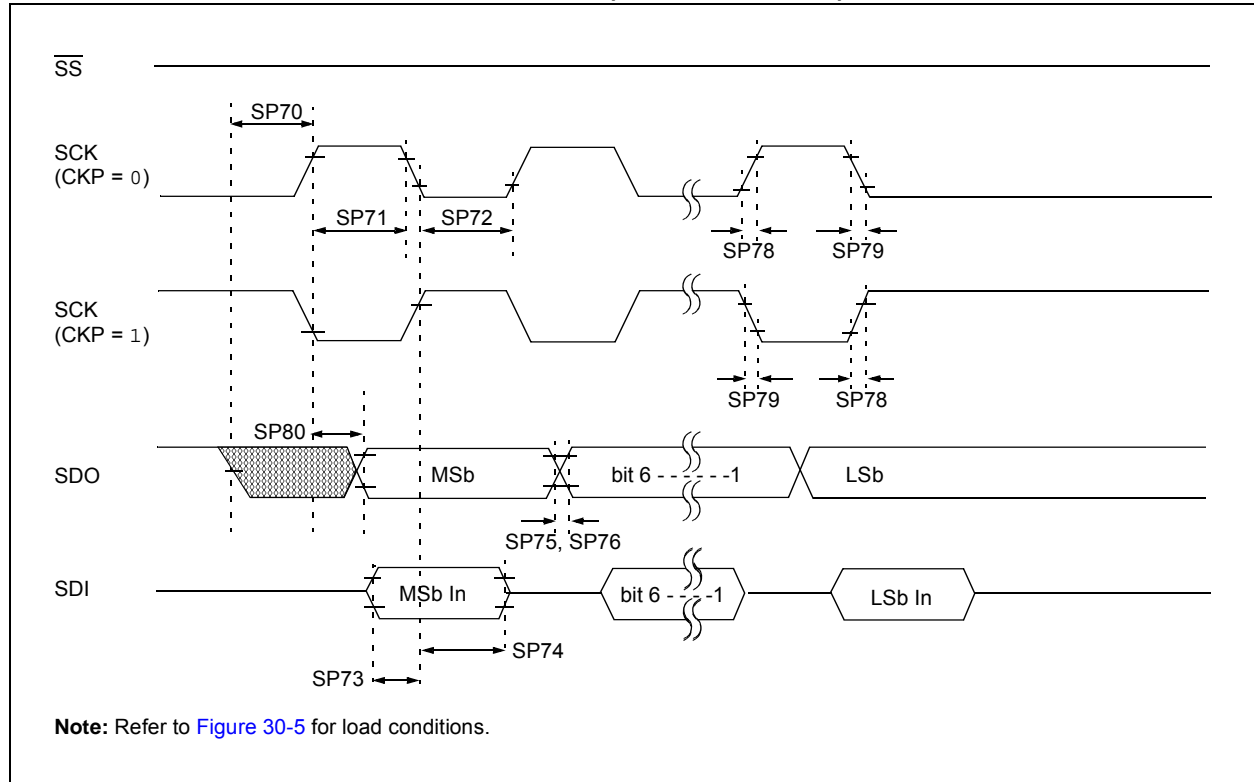 SS
SP70
SCK
(CKP = 0)
SP71
SP72
SP78
SP79
SCK
(CKP = 1)
SP79
SP78
SP80
SDO
MSb
bit 6 - - - - - -1
LSb
SP75, SP76
SDI
MSb In
bit 6 - - - - -1
LSb In
SP74
SP73
Note: Refer to Figure 30-5 for load conditions.